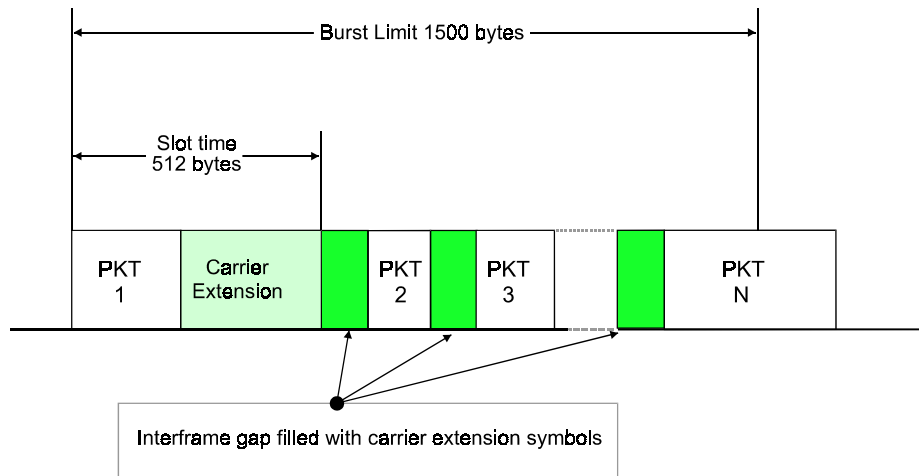 Burst Limit 1500 bytes
Slot time
512 bytes
PKT
1
Carrier
Extension
PKT
2
PKT
3
PKT
N
Interframe gap filled with carrier extension symbols